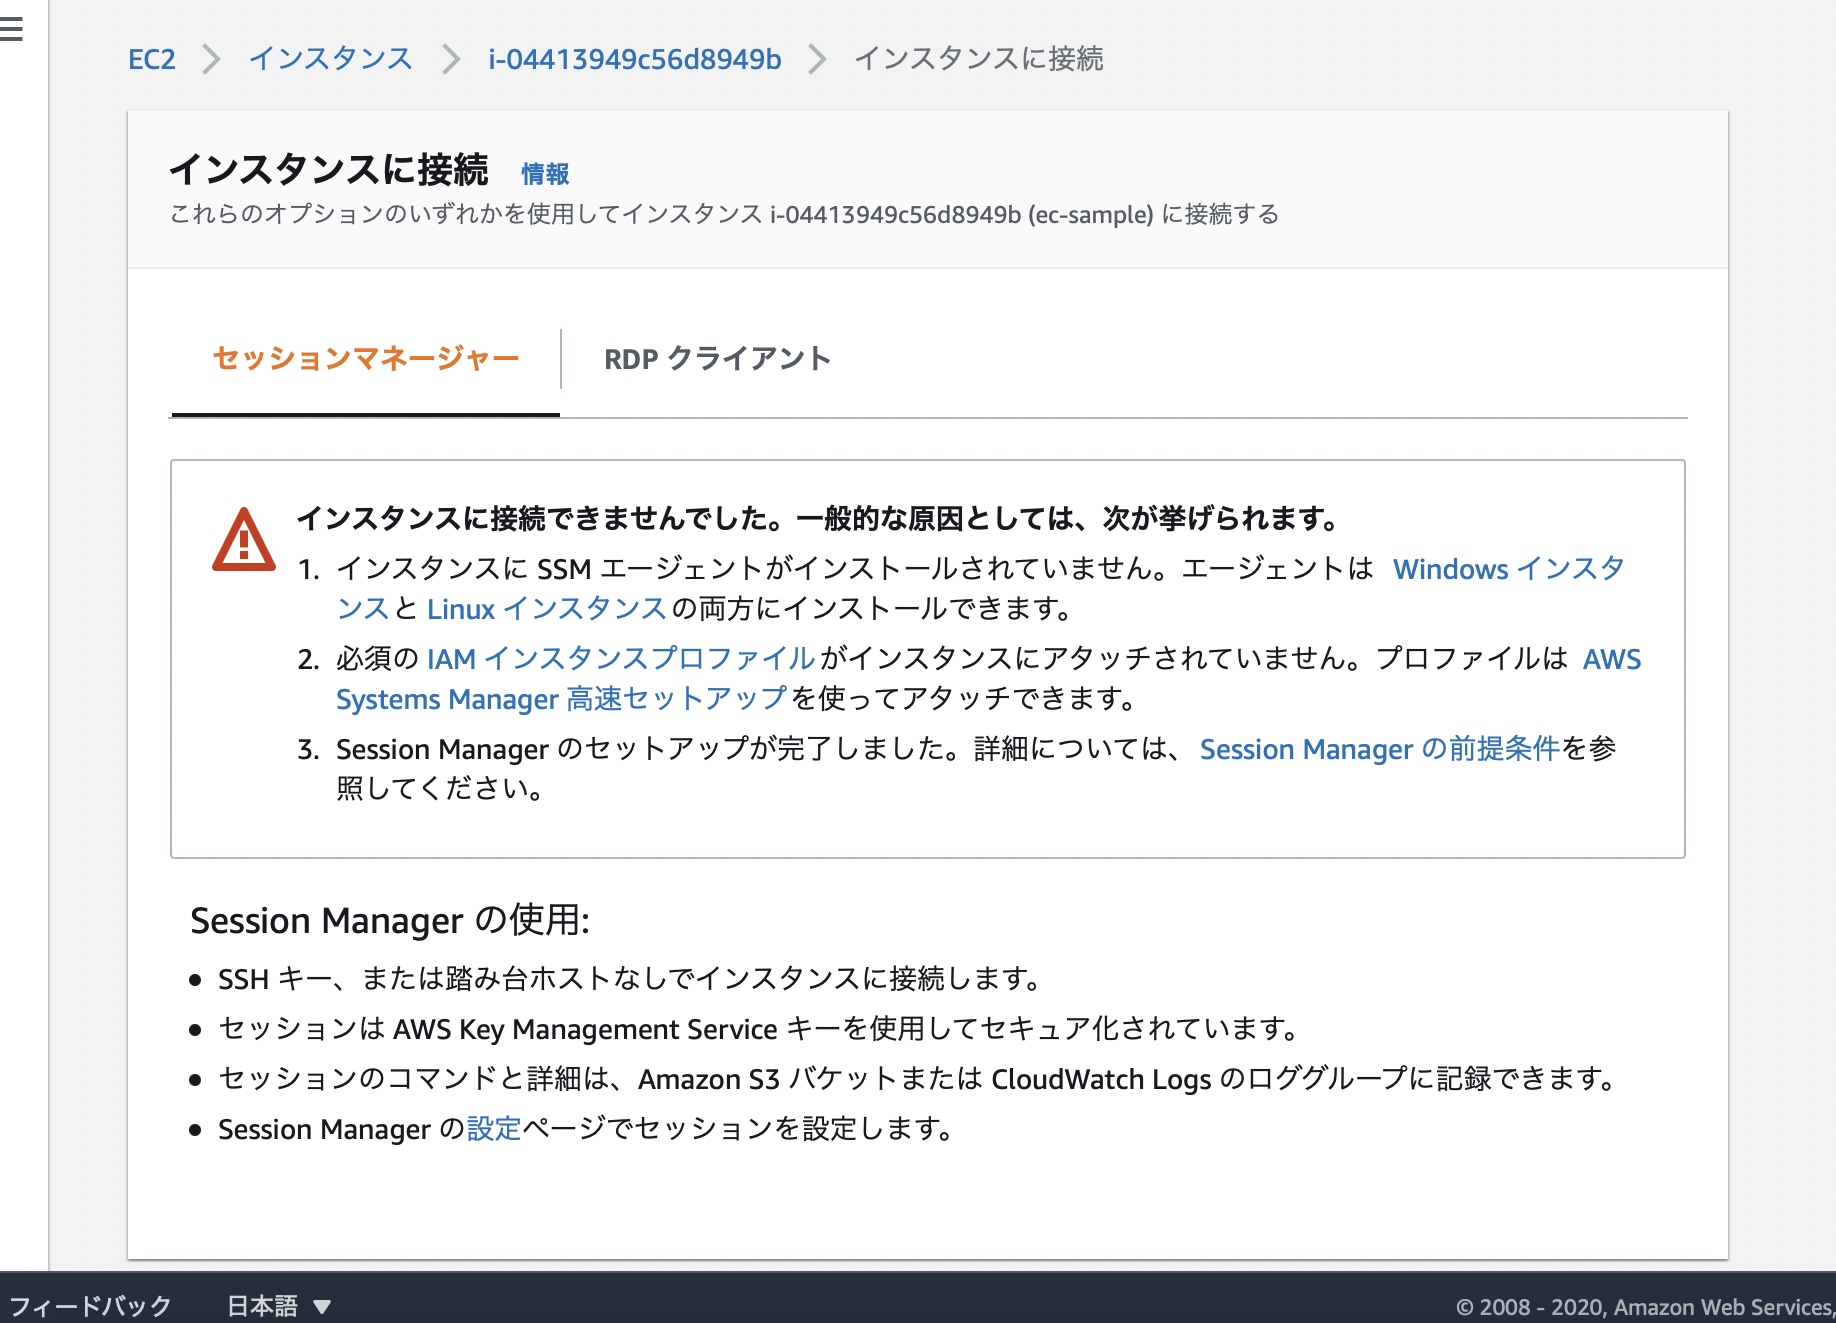 EC2 > インスタンス > i-04413949c56d8949b > インスタンスに接続
インスタンスに接続 情報
これらのオプションのいずれかを使用してインスタンス i-04413949c56d8949b (ec-sample) に接続する
セッションマネージャー RDP クライアント
インスタンスに接続できませんでした。一般的な原因としては、次が挙げられます。
1. インスタンスに SSM エージェントがインストールされていません。エージェントは Windows インスタ
ンスと Linux インスタンスの両方にインストールできます。
2. 必須の IAM インスタンスプロファイルがインスタンスにアタッチされていません。プロファイルは AWS
Systems Manager 高速セットアップを使ってアタッチできます。
3. Session Manager のセットアップが完了しました。詳細については、Session Manager の前提条件を参
照してください。
Session Manager の使用:
• SSH キー、または踏み台ホストなしでインスタンスに接続します。
• セッションは AWS Key Management Service キーを使用してセキュア化されています。
• セッションのコマンドと詳細は、Amazon S3 バケットまたは CloudWatch Logs のロググループに記録できます。
• Session Manager の設定ページでセッションを設定します。
フィードバック 日本語 ▼ © 2008 - 2020, Amazon Web Services,